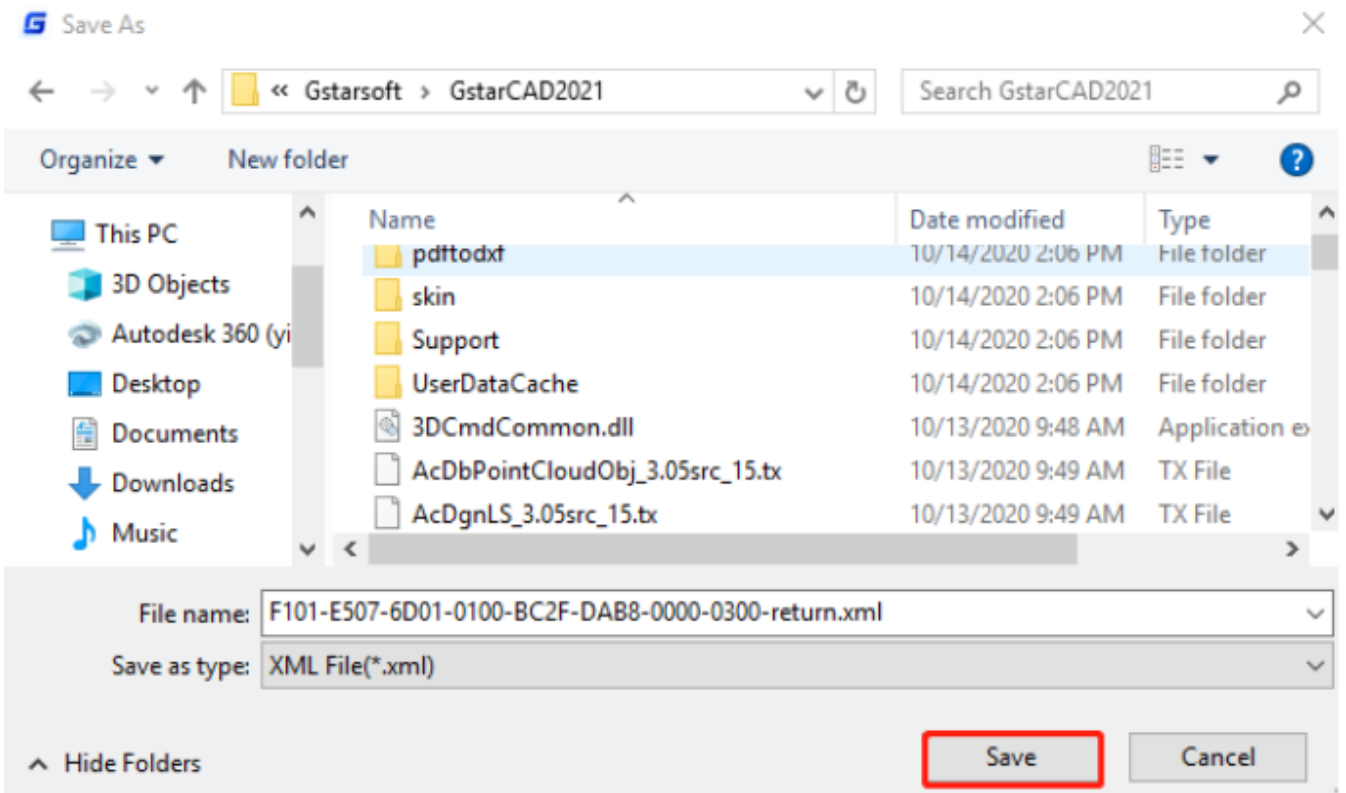 Save As
« Gstarsoft > GstarCAD2021
Search GstarCAD2021
Organize
New folder
?
Name
Date modified
Type
This PC
3D Objects
Autodesk 360 (yi
Desktop
Documents
Downloads
Music
pdftodxf 10/14/2020 2:06 PM File folder
skin 10/14/2020 2:06 PM File folder
Support 10/14/2020 2:06 PM File folder
UserDataCache 10/14/2020 2:06 PM File folder
3DCmdCommon.dll 10/13/2020 9:48 AM Application ex
AcDbPointCloudObj_3.05src_15.tx 10/13/2020 9:49 AM TX File
AcDgnLS_3.05src_15.tx 10/13/2020 9:49 AM TX File
File name: F101-E507-6D01-0100-BC2F-DAB8-0000-0300-return.xml
Save as type: XML File(*.xml)
Hide Folders
Save
Cancel